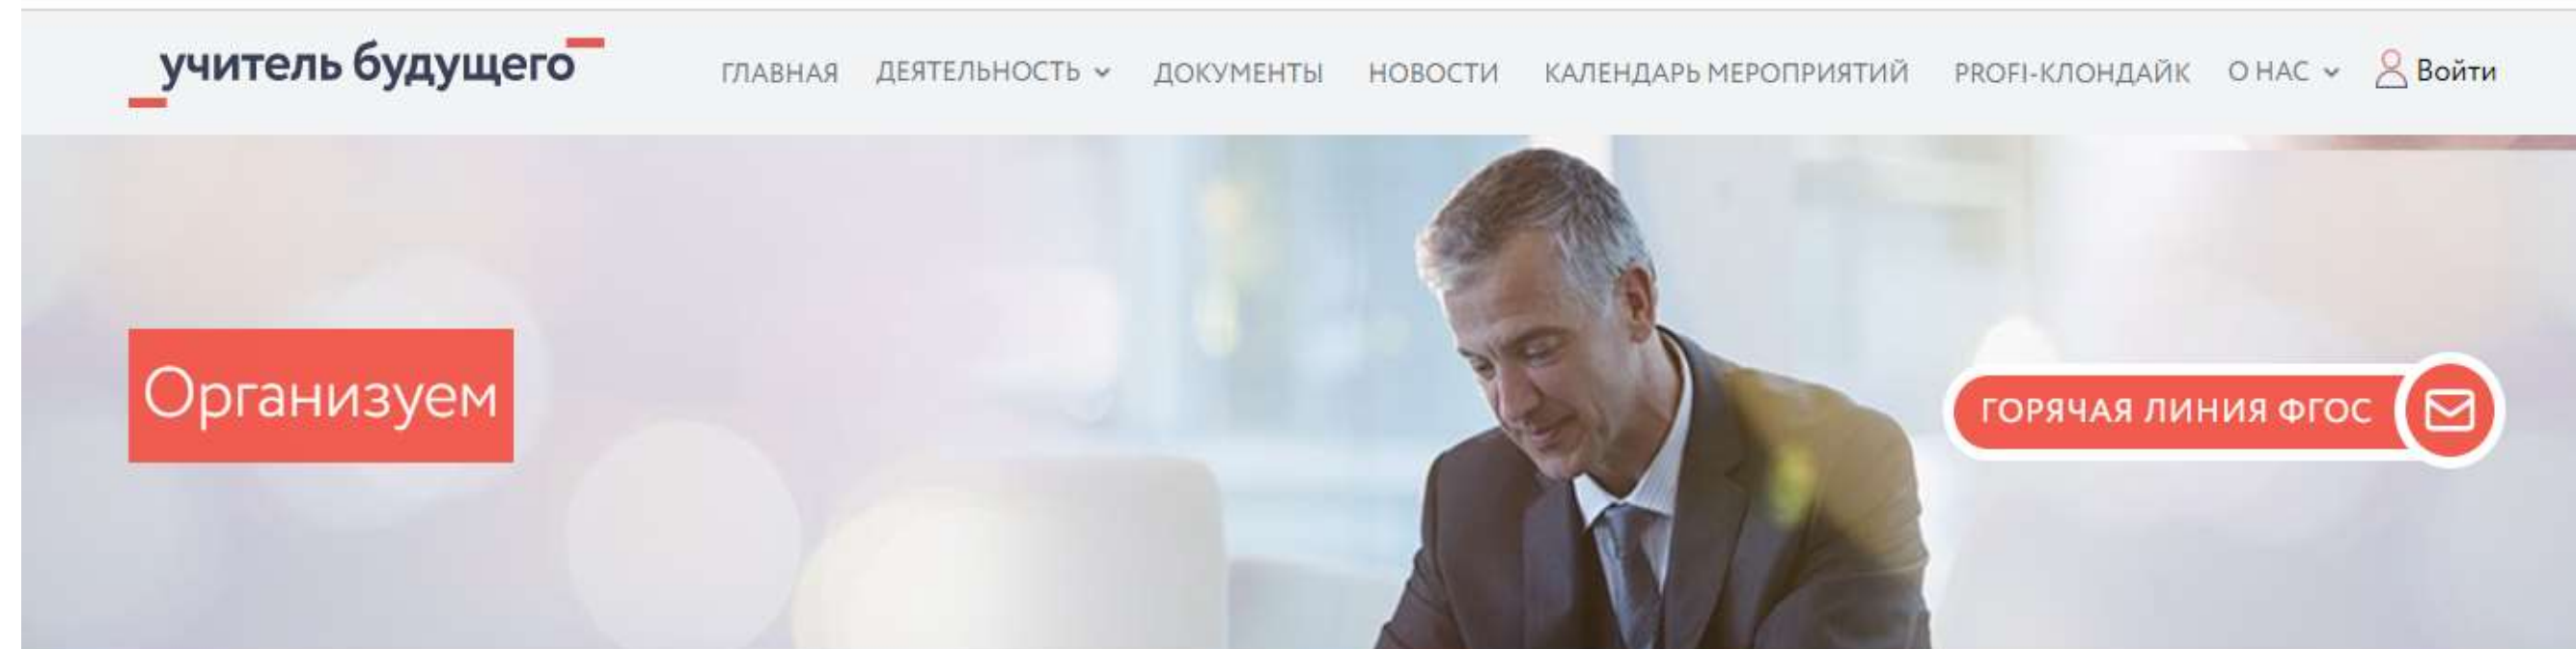 учитель будущего
ГЛАВНАЯ ДЕЯТЕЛЬНОСТЬ ДОКУМЕНТЫ НОВОСТИ КАЛЕНДАРЬ МЕРОПРИЯТИЙ PROFI-КЛОНДАЙК О НАС Войти
Организуем
ГОРЯЧАЯ ЛИНИЯ ФГОС